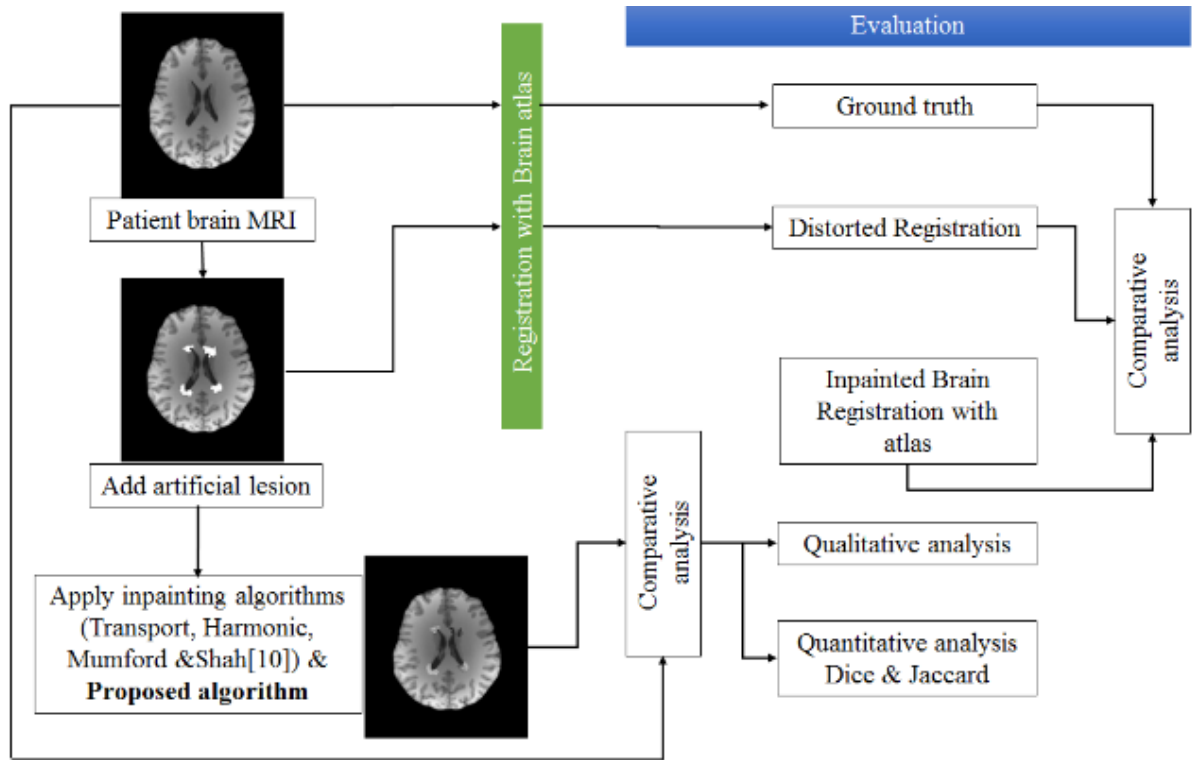 Evaluation
Registration with Brain atlas
Ground truth
Patient brain MRI
Distorted Registration
Comparative
analysis
Inpainted Brain
Registration with
atlas
Add artificial lesion
Comparative
analysis
Qualitative analysis
Apply inpainting algorithms
(Transport, Harmonic,
Mumford &Shah[10]) &
Proposed algorithm
Quantitative analysis
Dice & Jaccard